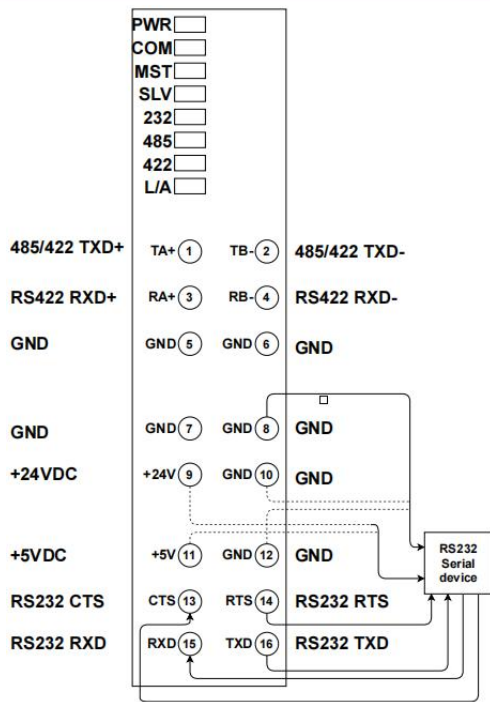 PWR
COM
MST
SLV
232
485
422
L/A
485/422 TXD+ TA+ 1 TB- 2 485/422 TXD-
RS422 RXD+ RA+ 3 RB- 4 RS422 RXD-
GND GND 5 GND 6 GND
GND GND 7 GND 8 GND
+24VDC +24V 9 GND 10 GND
+5VDC +5V 11 GND 12 GND
RS232
Serial
device
RS232 CTS CTS 13 RTS 14 RS232 RTS
RS232 RXD RXD 15 TXD 16 RS232 TXD